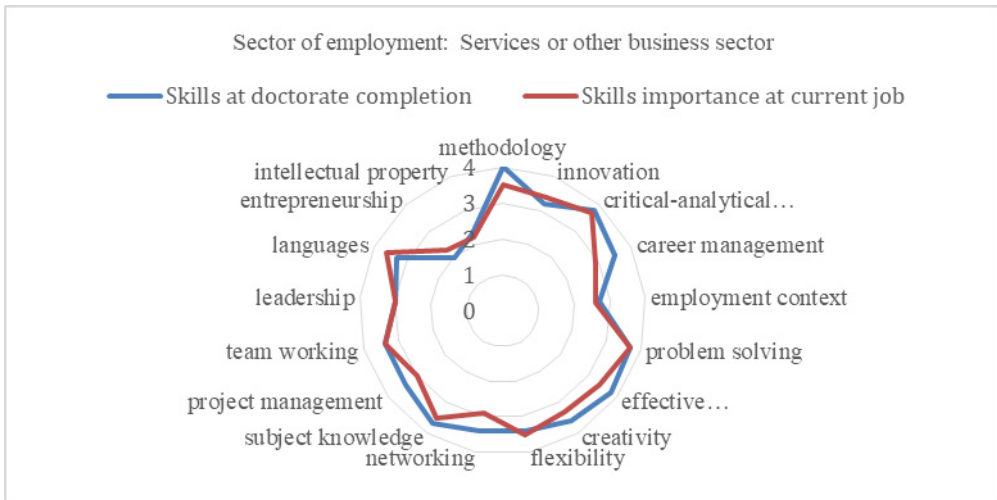 Sector of employment: Services or other business sector
Skills at doctorate completion
Skills importance at current job
methodology
innovation
critical-analytical…
career management
employment context
problem solving
effective…
creativity
flexibility
networking
subject knowledge
project management
team working
leadership
languages
entrepreneurship
intellectual property
4
3
2
1
0